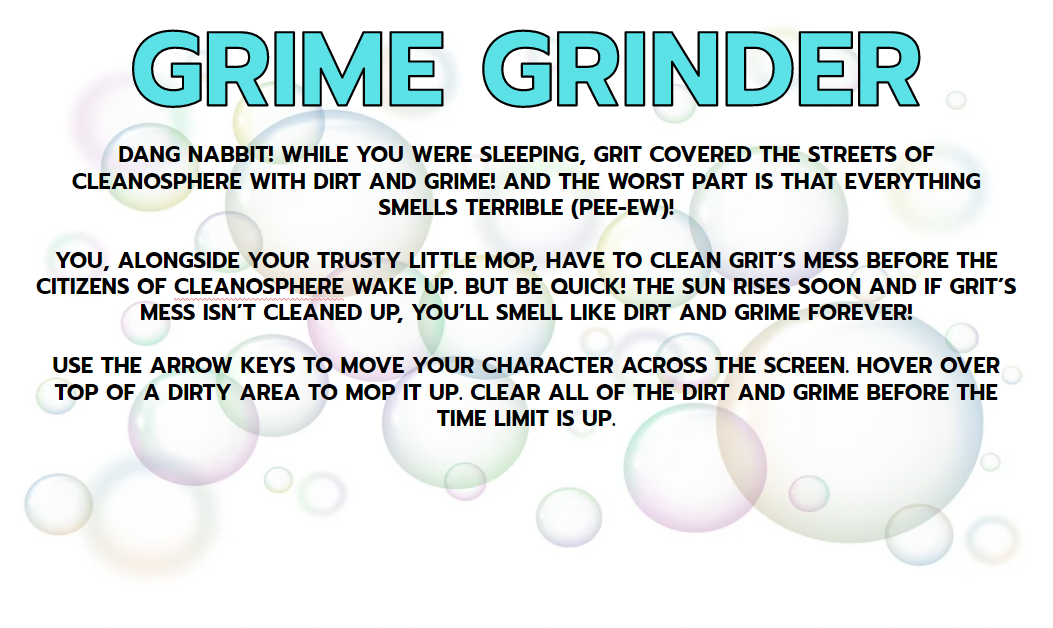 GRIME GRINDER
DANG NABBIT! WHILE YOU WERE SLEEPING, GRIT COVERED THE STREETS OF
CLEANOSPHERE WITH DIRT AND GRIME! AND THE WORST PART IS THAT EVERYTHING
SMELLS TERRIBLE (PEE-EW)!
YOU, ALONGSIDE YOUR TRUSTY LITTLE MOP, HAVE TO CLEAN GRIT’S MESS BEFORE THE
CITIZENS OF CLEANOSPHERE WAKE UP. BUT BE QUICK! THE SUN RISES SOON AND IF GRIT’S
MESS ISN’T CLEANED UP, YOU’LL SMELL LIKE DIRT AND GRIME FOREVER!
USE THE ARROW KEYS TO MOVE YOUR CHARACTER ACROSS THE SCREEN. HOVER OVER
TOP OF A DIRTY AREA TO MOP IT UP. CLEAR ALL OF THE DIRT AND GRIME BEFORE THE
TIME LIMIT IS UP.